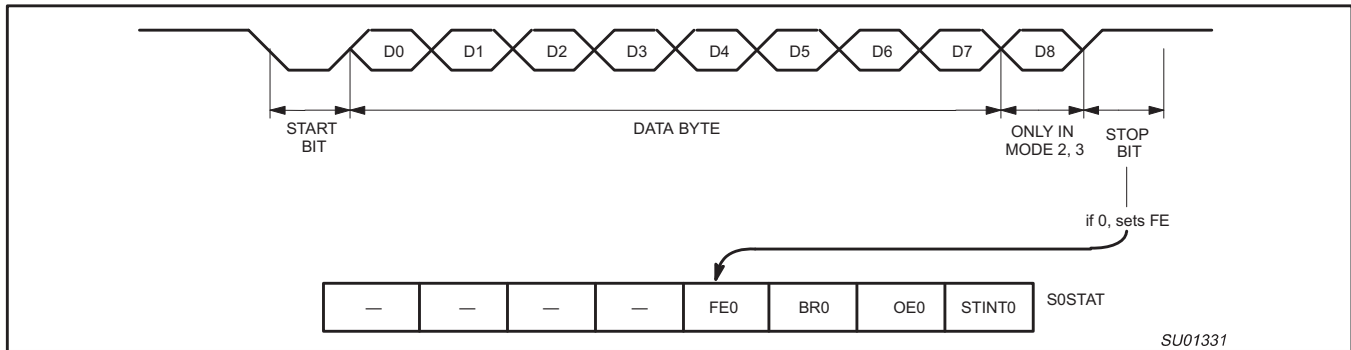 D0 D1 D2 D3 D4 D5 D6 D7 D8
START
BIT
DATA BYTE
ONLY IN
MODE 2, 3
STOP
BIT
if 0, sets FE
— — — — FE0 BR0 OE0 STINT0 S0STAT
SU01331